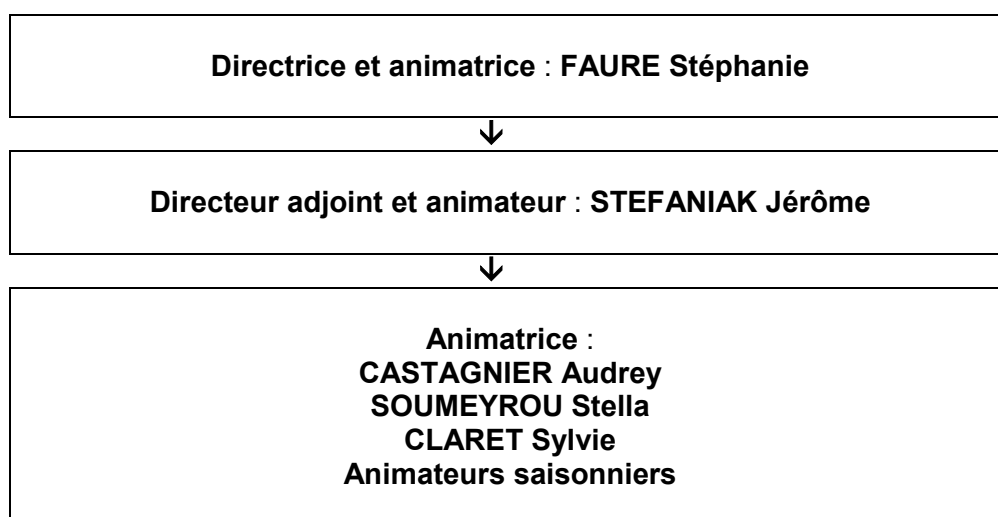 Directrice et animatrice : FAURE Stéphanie
Directeur adjoint et animateur : STEFANIAK Jérôme
Animatrice :
CASTAGNIER Audrey
SOUMEYROU Stella
CLARET Sylvie
Animateurs saisonniers